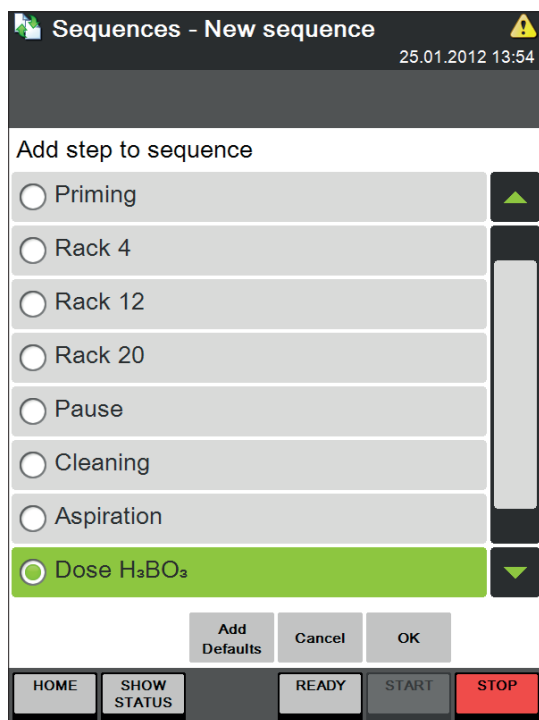 Sequences - New sequence
25.01.2012 13:54
Add step to sequence
Priming
Rack 4
Rack 12
Rack 20
Pause
Cleaning
Aspiration
Dose H₃BO₃
Add
Defaults
Cancel
OK
HOME
SHOW
STATUS
READY
START
STOP